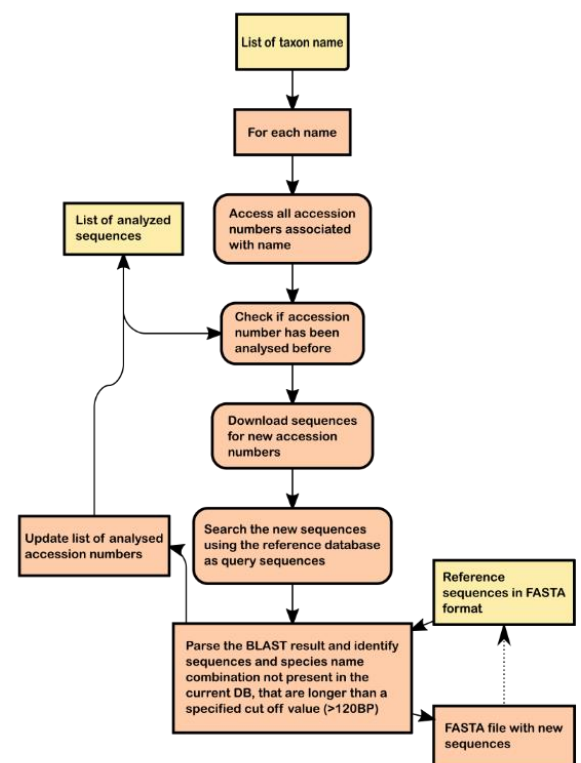 List of taxon name
For each name
Access all accession
numbers associated
with name
List of analyzed
sequences
Check if accession
number has been
analysed before
Download sequences
for new accession
numbers
Search the new sequences
using the reference database
as query sequences
Update list of analysed
accession numbers
Reference
sequences in FASTA
format
Parse the BLAST result and identify
sequences and species name
combination not present in the
current DB, that are longer than a
specified cut off value (>120BP)
FASTA file with new
sequences